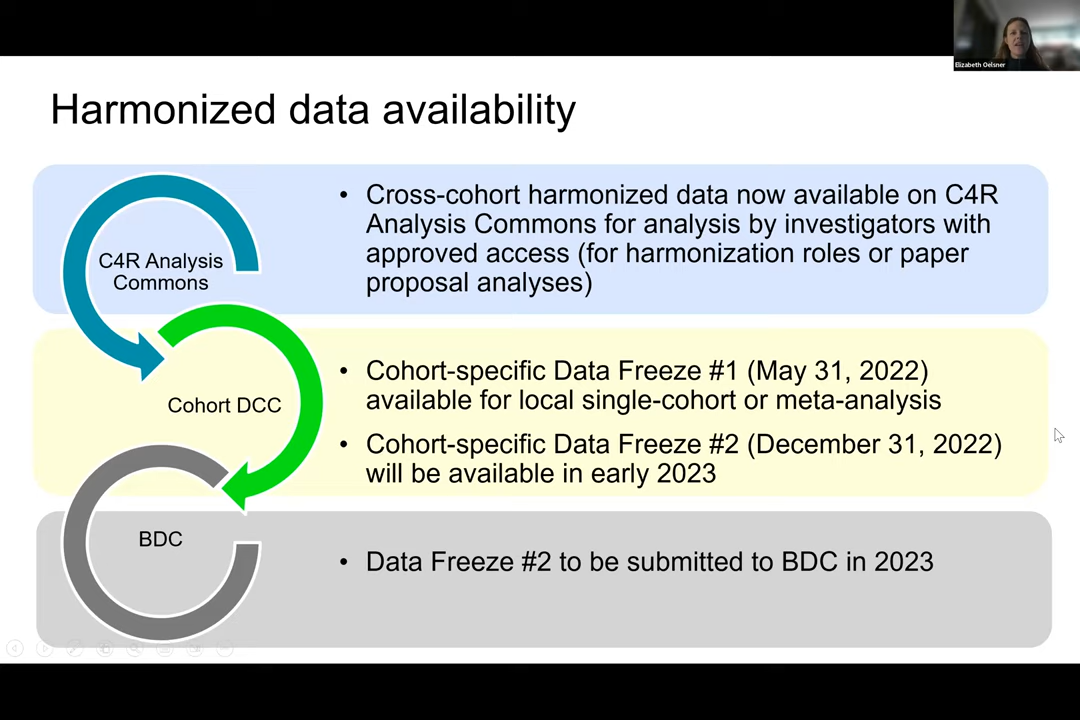 Elizabeth Oelsner
Harmonized data availability
C4R Analysis
Commons
• Cross-cohort harmonized data now available on C4R
Analysis Commons for analysis by investigators with
approved access (for harmonization roles or paper
proposal analyses)
Cohort DCC
• Cohort-specific Data Freeze #1 (May 31, 2022)
available for local single-cohort or meta-analysis
• Cohort-specific Data Freeze #2 (December 31, 2022)
will be available in early 2023
BDC
• Data Freeze #2 to be submitted to BDC in 2023